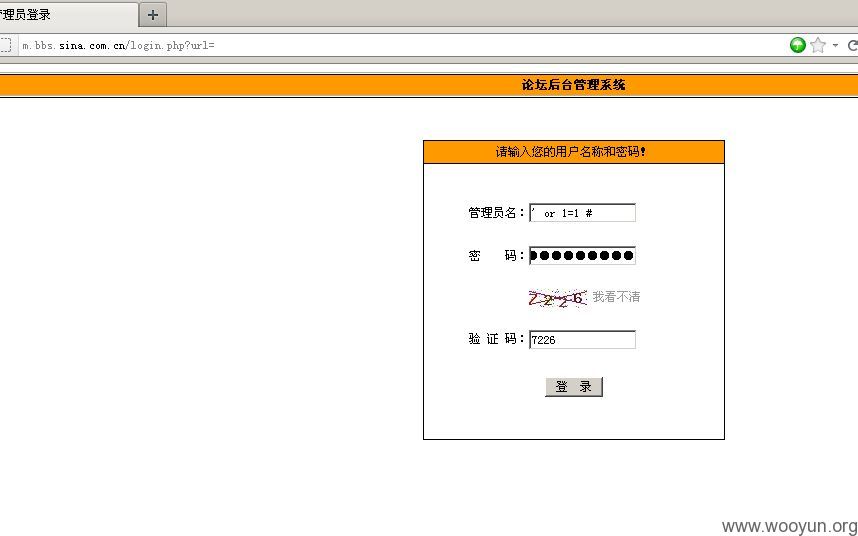 管理员登录
m.bbs.sina.com.cn/login.php?url=
论坛后台管理系统
请输入您的用户名称和密码!
管理员名: ' or 1=1 #
密 码: ●●●●●●●●●
7226 我看不清
验 证 码: 7226
登 录
www.wooyun.org